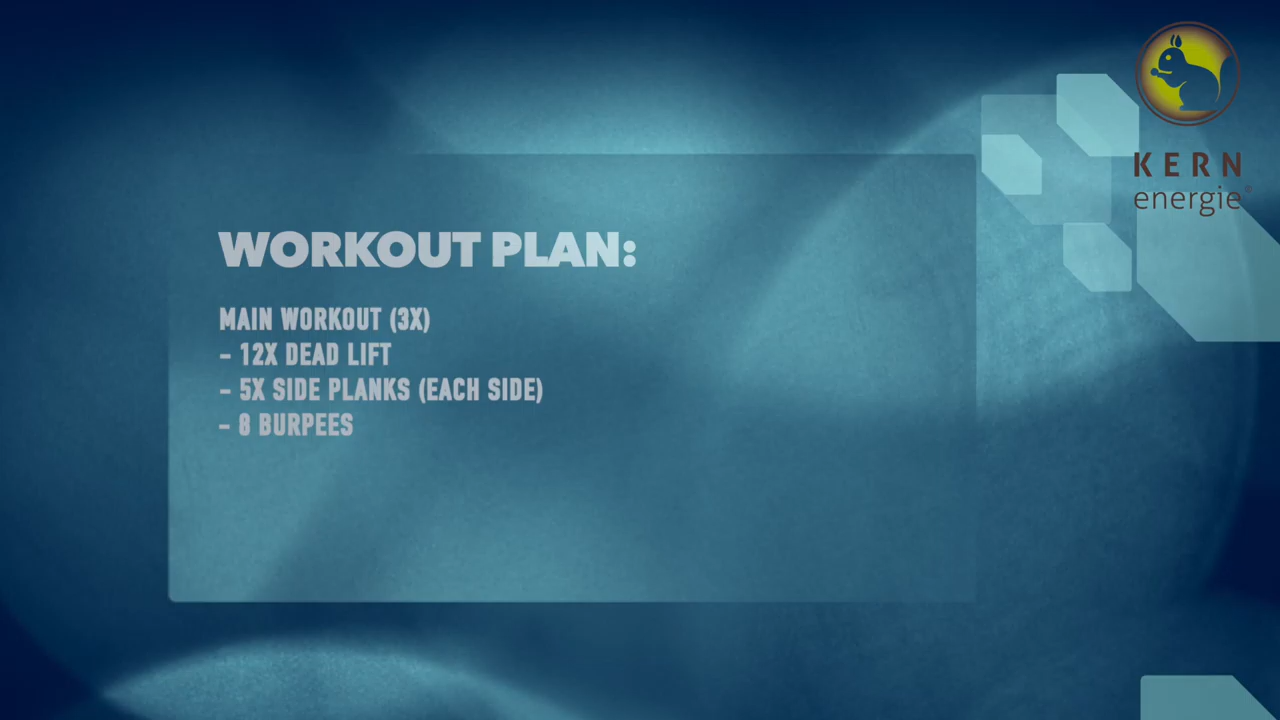 KERN
energie®
WORKOUT PLAN:
MAIN WORKOUT (3X)
- 12X DEAD LIFT
- 5X SIDE PLANKS (EACH SIDE)
- 8 BURPEES